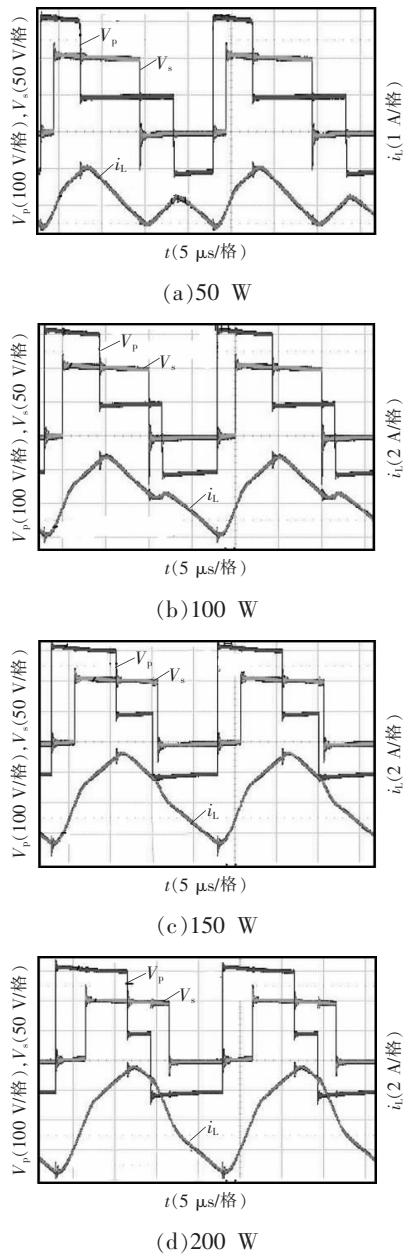 V_p(100 V/格),V_s(50 V/格)
V_p
V_s
i_L
i_L(1 A/格)
t(5 μs/格)
(a)50 W
V_p(100 V/格),V_s(50 V/格)
V_p
V_s
i_L
i_L(2 A/格)
t(5 μs/格)
(b)100 W
V_p(100 V/格),V_s(50 V/格)
V_p
V_s
i_L
i_L(2 A/格)
t(5 μs/格)
(c)150 W
V_p(100 V/格),V_s(50 V/格)
V_p
V_s
i_L
i_L(2 A/格)
t(5 μs/格)
(d)200 W